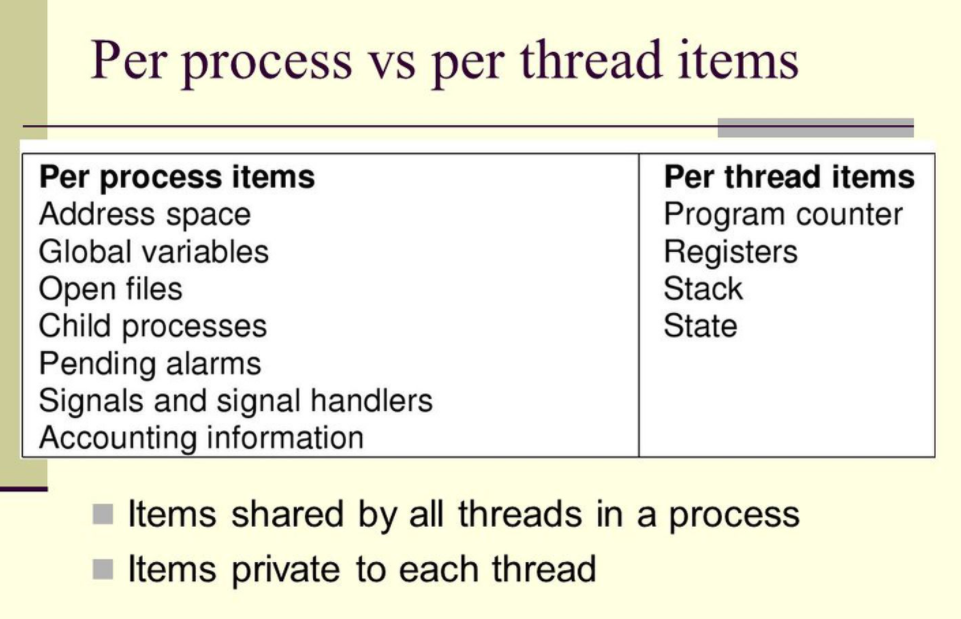 Per process vs per thread items
Per process items
Address space
Global variables
Open files
Child processes
Pending alarms
Signals and signal handlers
Accounting information
Per thread items
Program counter
Registers
Stack
State
Items shared by all threads in a process
Items private to each thread